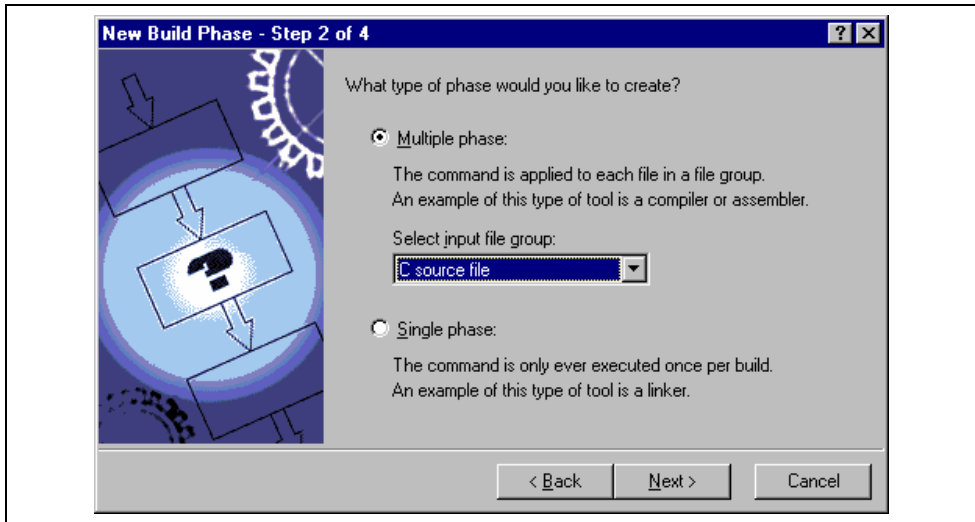 New Build Phase - Step 2 of 4
What type of phase would you like to create?
Multiple phase:
The command is applied to each file in a file group.
An example of this type of tool is a compiler or assembler.
Select input file group:
C source file
Single phase:
The command is only ever executed once per build.
An example of this type of tool is a linker.
< Back
Next >
Cancel